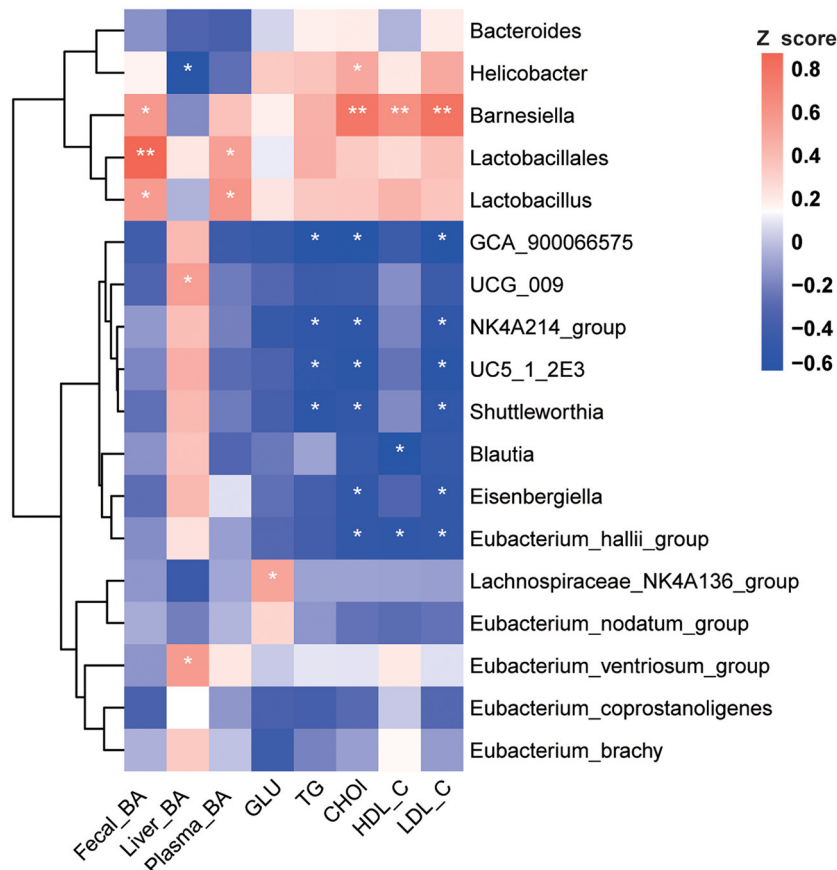 Bacteroides
Z score
Helicobacter
0.8
* *
Barnesiella
* ** ** **
0.6
Lactobacillales
** * *
0.4
Lactobacillus
* *
0.2
GCA_900066575
* * *
0
UCG_009
*
−0.2
NK4A214_group
* * *
−0.4
UC5_1_2E3
* * *
−0.6
Shuttleworthia
* * *
Blautia
*
Eisenbergiella
* *
Eubacterium_hallii_group
* * *
Lachnospiraceae_NK4A136_group
*
Eubacterium_nodatum_group
Eubacterium_ventriosum_group
*
Eubacterium_coprostanoligenes
Eubacterium_brachy
Fecal_BA
Liver_BA
Plasma_BA
GLU
TG
CHOI
HDL_C
LDL_C